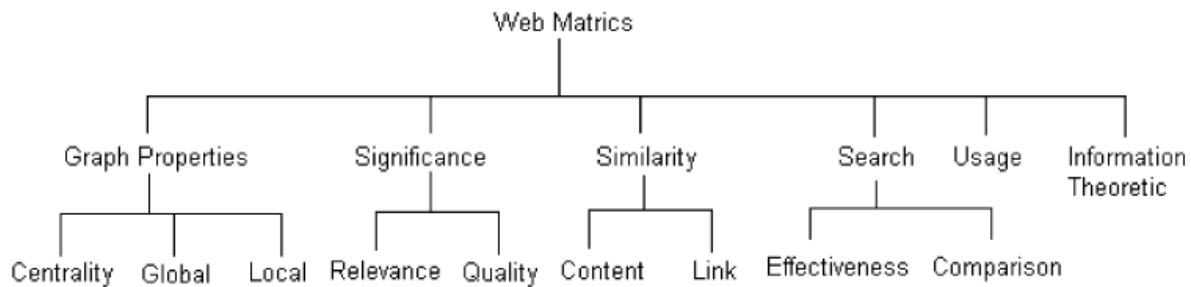 Web Matrics
Graph Properties
Significance
Similarity
Search
Usage
Information
Theoretic
Centrality
Global
Local
Relevance
Quality
Content
Link
Effectiveness
Comparison